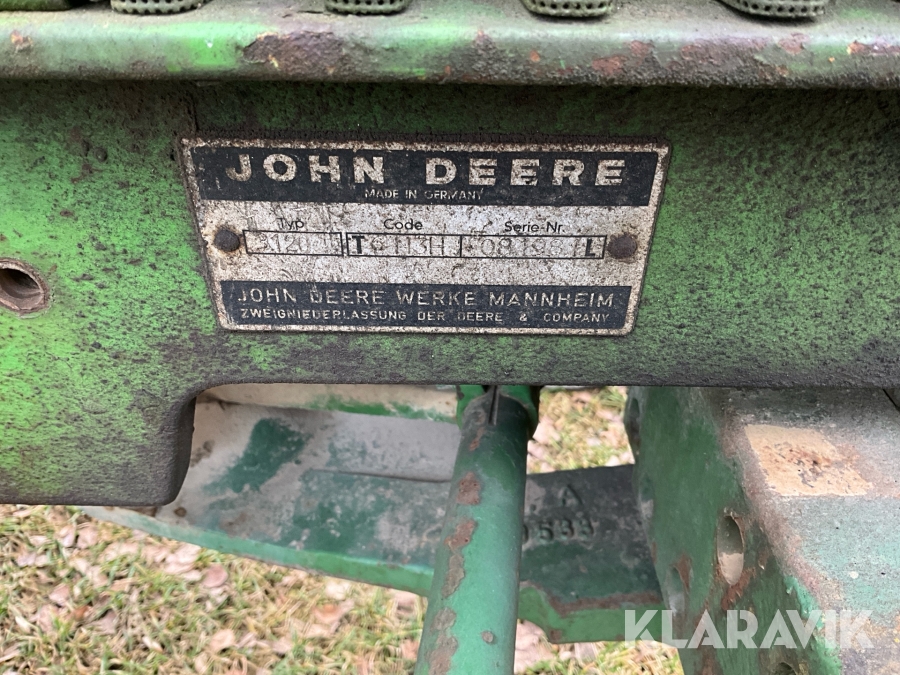 JOHN DEERE
MADE IN GERMANY
Typ Code Serie-Nr.
L
JOHN DEERE WERKE MANNHEIM
ZWEIGNIEDERLASSUNG DER DEERE & COMPANY
KLARAVIK